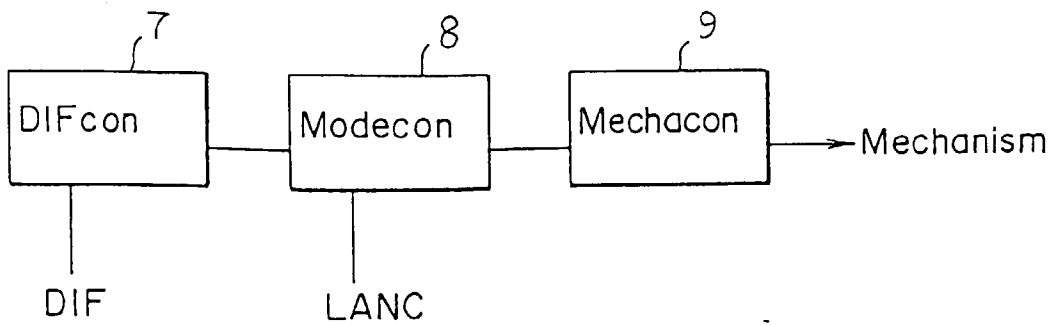 7
8
9
DIFcon
Modecon
Mechacon
Mechanism
DIF
LANC